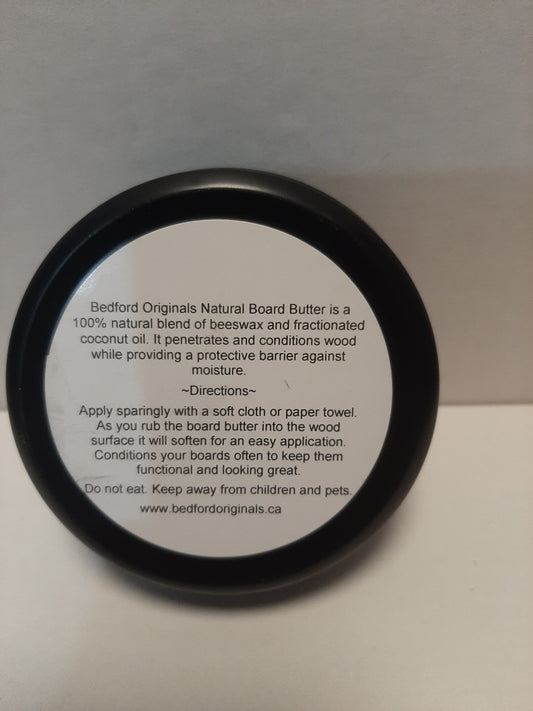 Bedford Originals Natural Board Butter is a
100% natural blend of beeswax and fractionated
coconut oil. It penetrates and conditions wood
while providing a protective barrier against
moisture.
~Directions~
Apply sparingly with a soft cloth or paper towel.
As you rub the board butter into the wood
surface it will soften for an easy application.
Conditions your boards often to keep them
functional and looking great.
Do not eat. Keep away from children and pets.
www.bedfordoriginals.ca